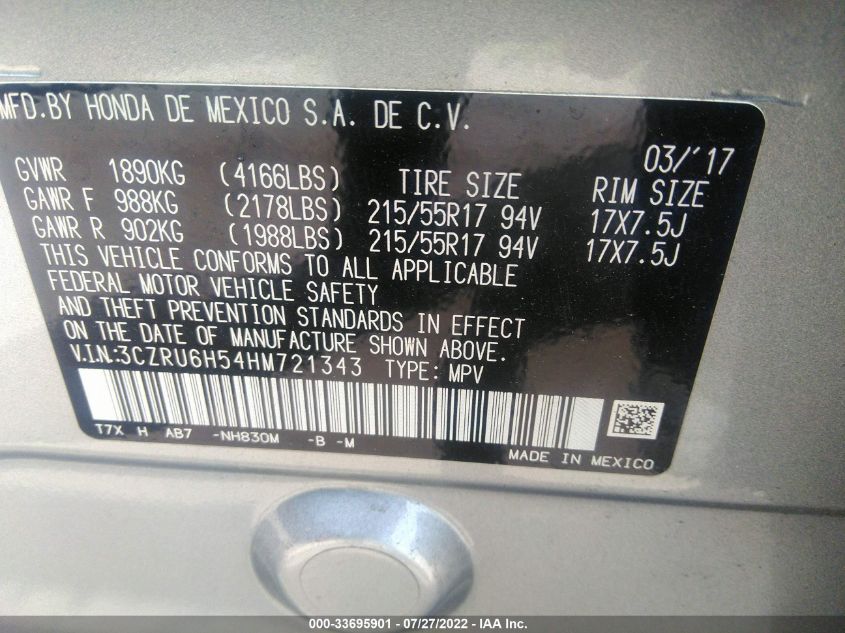 MFD.BY HONDA DE MEXICO S.A. DE C.V.
03/'17
GVWR 1890KG (4166LBS) TIRE SIZE RIM SIZE
GAWR F 988KG (2178LBS) 215/55R17 94V 17X7.5J
GAWR R 902KG (1988LBS) 215/55R17 94V 17X7.5J
THIS VEHICLE CONFORMS TO ALL APPLICABLE
FEDERAL MOTOR VEHICLE SAFETY
AND THEFT PREVENTION STANDARDS IN EFFECT
ON THE DATE OF MANUFACTURE SHOWN ABOVE.
V.I.N:3CZRU6H54HM721343 TYPE: MPV
T7X H AB7 -NH830M -B -M
MADE IN MEXICO
000-33695901 - 07/27/2022 - IAA Inc.